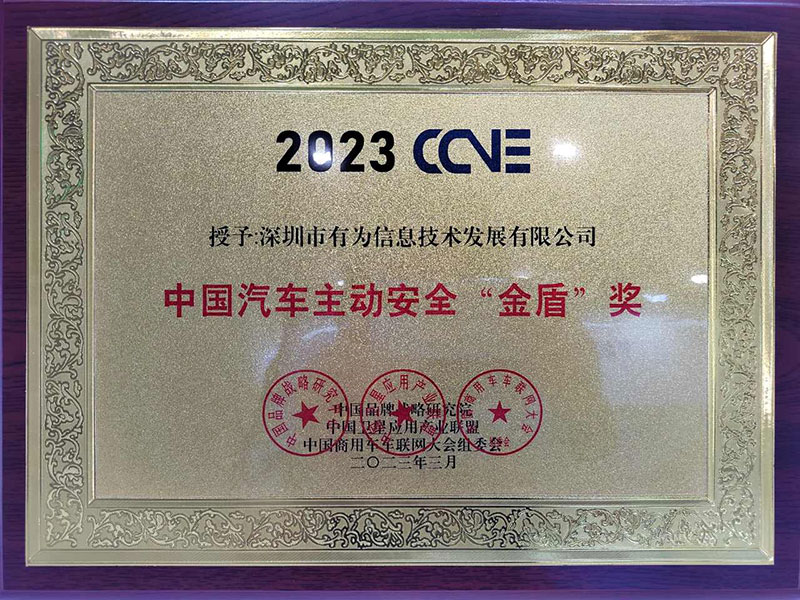 2023 CCVE
授予:深圳市有为信息技术发展有限公司
中国汽车主动安全“金盾”奖
中国品牌战略研究院
中国卫星应用产业联盟
中国商用车车联网大会组委会
二〇二三年三月